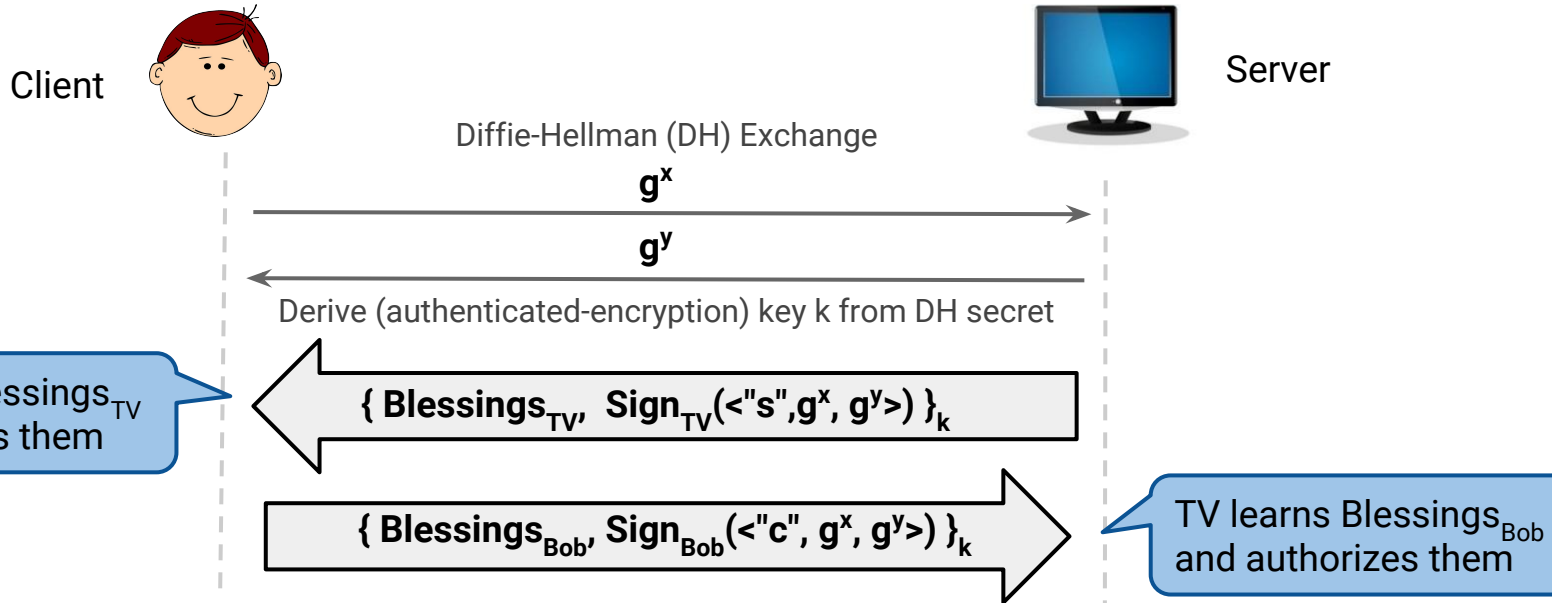 Client
Server
Diffie-Hellman (DH) Exchange
g^x
g^y
Derive (authenticated-encryption) key k from DH secret
{ Blessings_TV, Sign_TV(<"s",g^x, g^y>) }_k
them
{ Blessings_Bob, Sign_Bob(<"c", g^x, g^y>) }_k
TV learns Blessings_Bob
and authorizes them